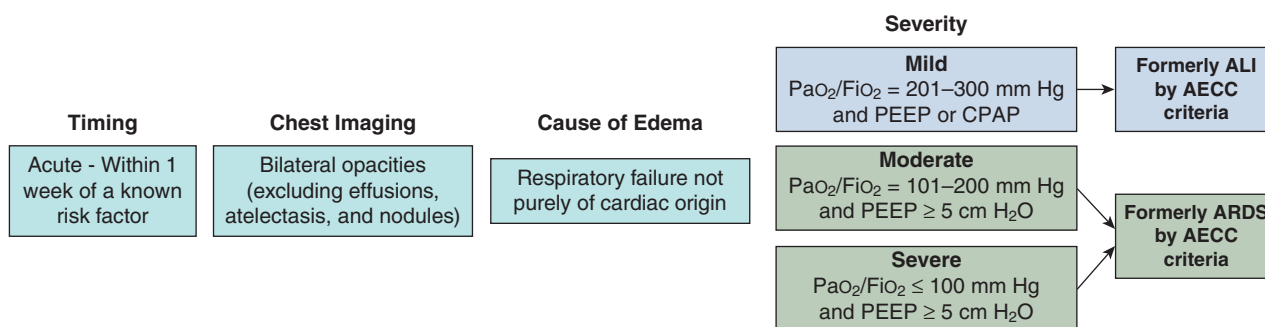 Timing
Acute - Within 1
week of a known
risk factor
Chest Imaging
Bilateral opacities
(excluding effusions,
atelectasis, and nodules)
Cause of Edema
Respiratory failure not
purely of cardiac origin
Severity
Mild
PaO₂/FiO₂ = 201–300 mm Hg
and PEEP or CPAP
Formerly ALI
by AECC
criteria
Moderate
PaO₂/FiO₂ = 101–200 mm Hg
and PEEP ≥ 5 cm H₂O
Severe
PaO₂/FiO₂ ≤ 100 mm Hg
and PEEP ≥ 5 cm H₂O
Formerly ARDS
by AECC
criteria